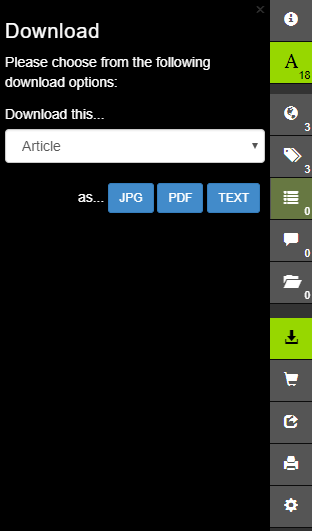 ×
Download
Please choose from the following
download options:
Download this...
Article
as... JPG PDF TEXT
A
18
3
3
0
0
0